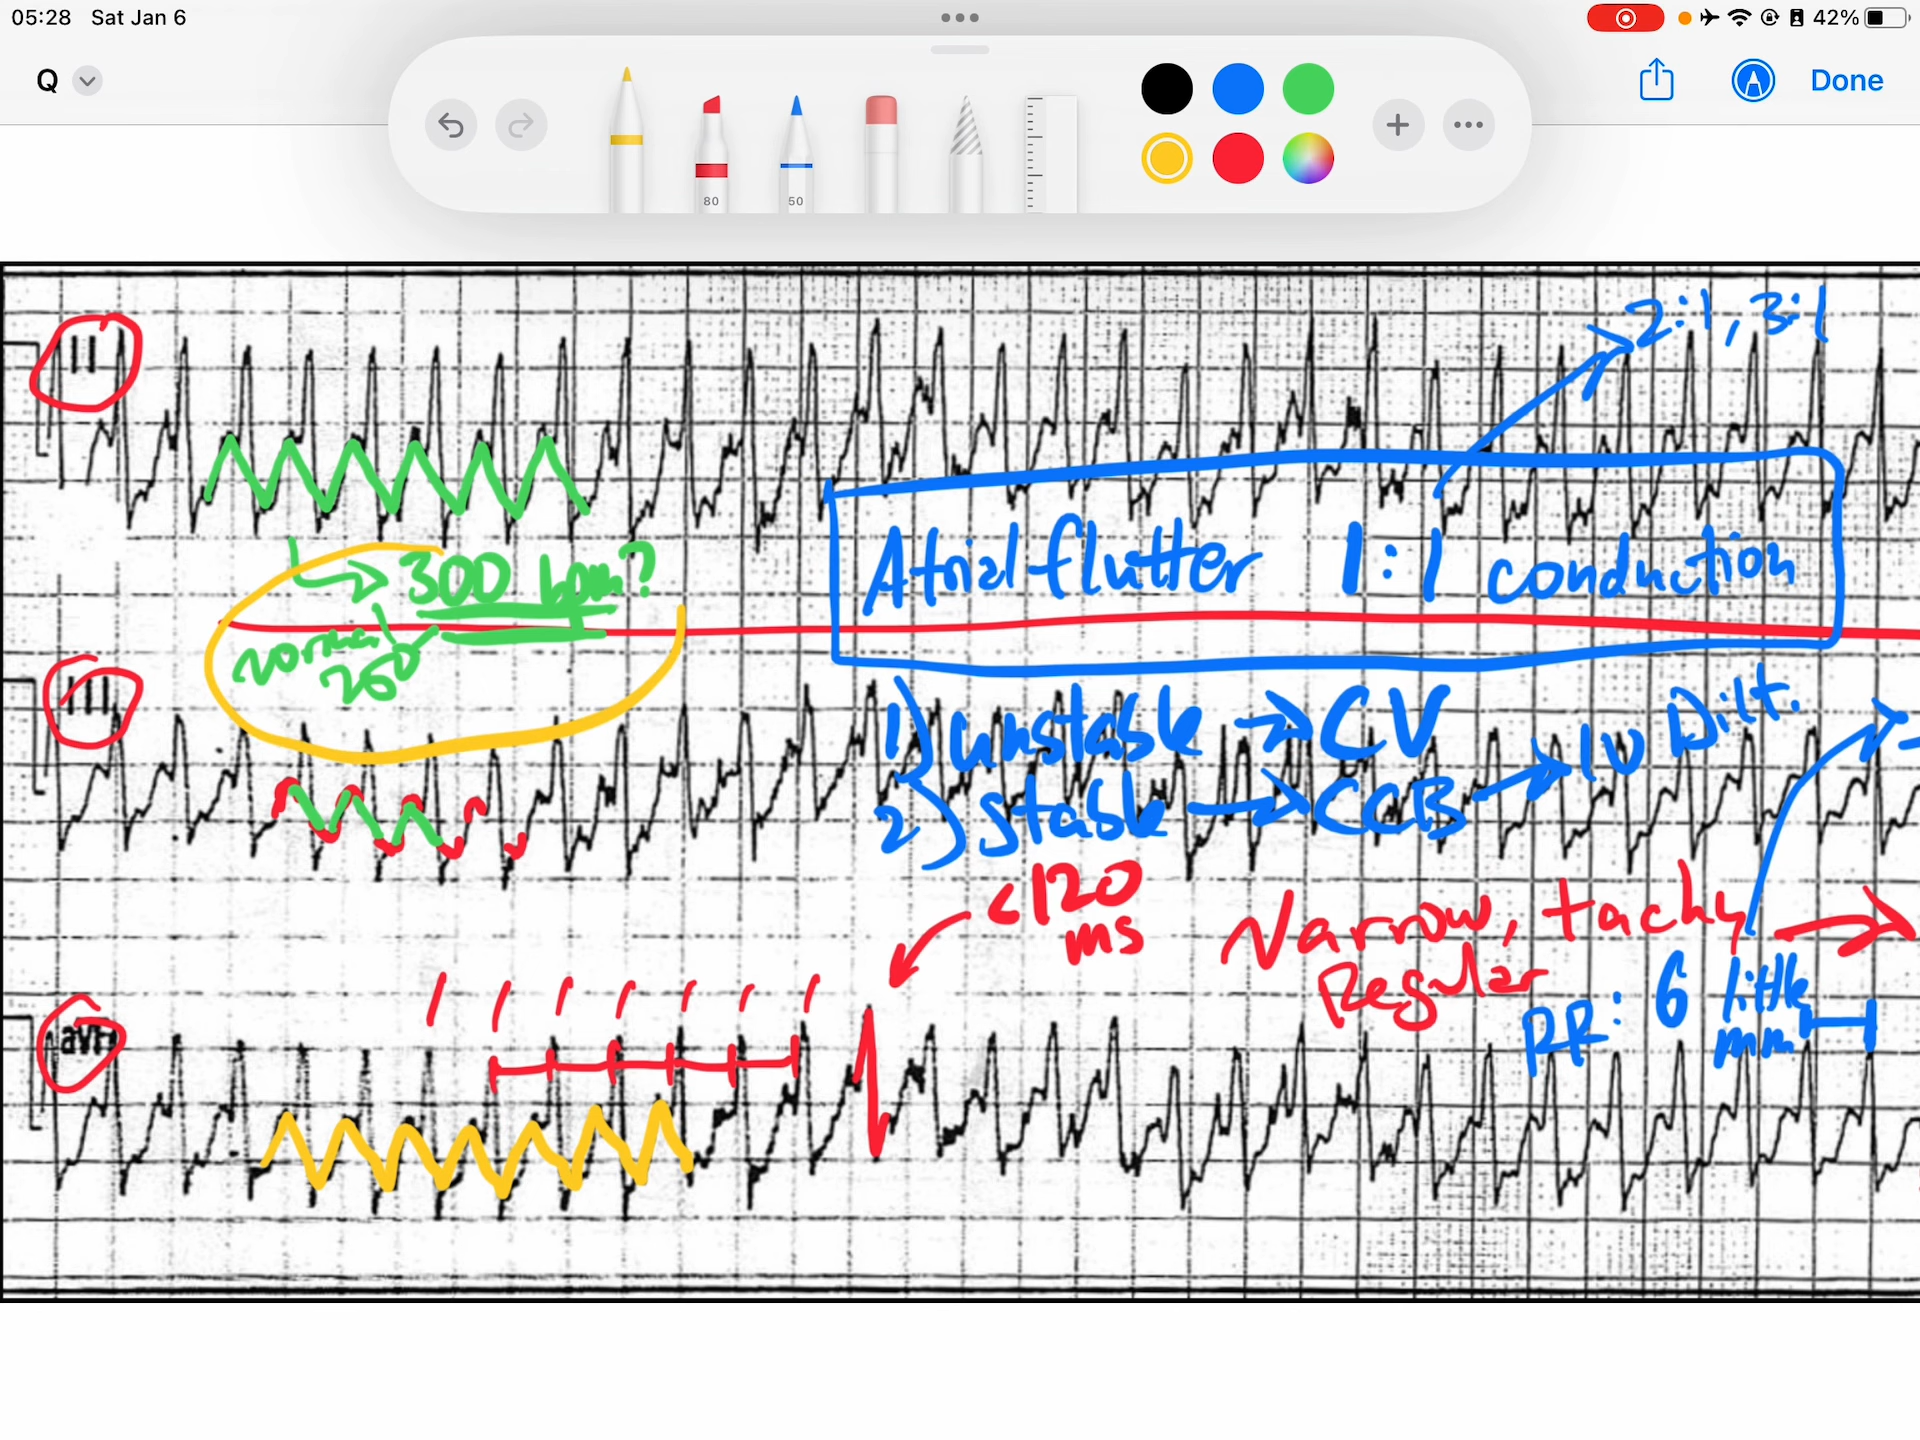 05:28 Sat Jan 6
42%
Q
Done
80
50
II
2:1, 3:1
Atrial flutter 1:1 conduction
300 bpm?
normal
260
III
1) unstable → CV
2) stable → CCB → IV Dilt.
<120
ms
Narrow, tachy →
Regular
RR: 6 little
mm
aVF